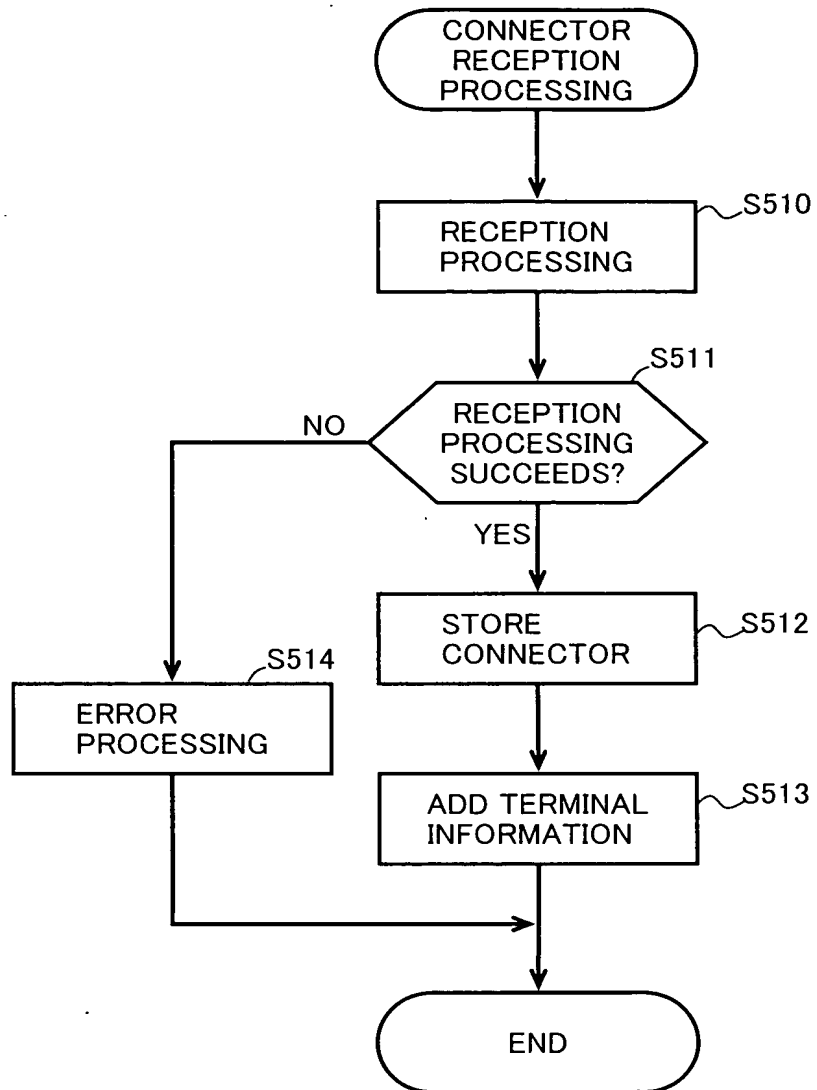 CONNECTOR
RECEPTION
PROCESSING
S510
RECEPTION
PROCESSING
S511
RECEPTION
PROCESSING
SUCCEEDS?
NO
YES
S512
STORE
CONNECTOR
S514
ERROR
PROCESSING
S513
ADD TERMINAL
INFORMATION
END